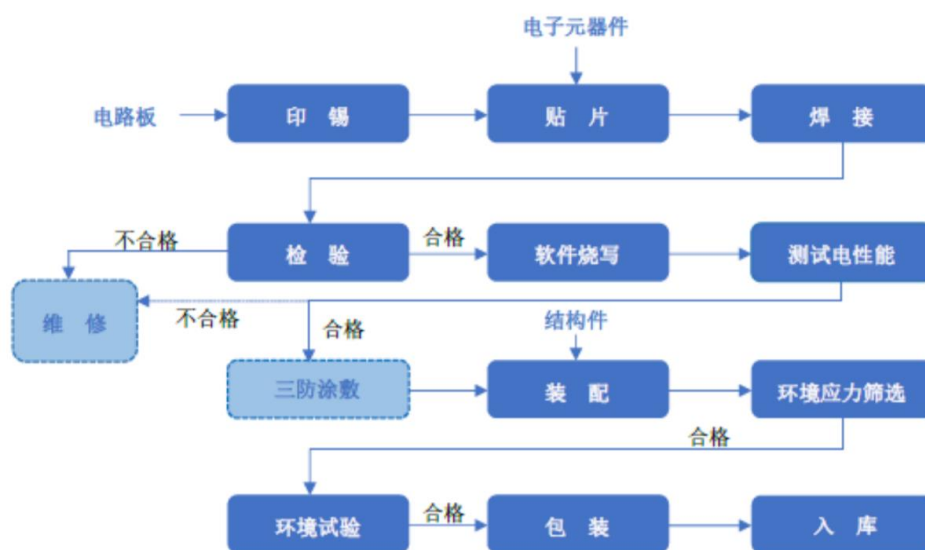 电子元器件
电路板
印 锡
贴 片
焊 接
不合格
检 验
合格
软件烧写
测试电性能
维 修
不合格
合格
结构件
三防涂敷
装 配
环境应力筛选
合格
环境试验
合格
包 装
入 库